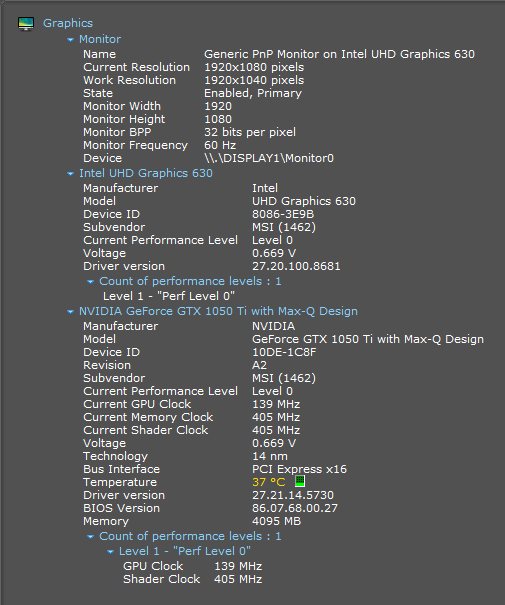 Graphics
Monitor
Name Generic PnP Monitor on Intel UHD Graphics 630
Current Resolution 1920x1080 pixels
Work Resolution 1920x1040 pixels
State Enabled, Primary
Monitor Width 1920
Monitor Height 1080
Monitor BPP 32 bits per pixel
Monitor Frequency 60 Hz
Device \\.\DISPLAY1\Monitor0
Intel UHD Graphics 630
Manufacturer Intel
Model UHD Graphics 630
Device ID 8086-3E9B
Subvendor MSI (1462)
Current Performance Level Level 0
Voltage 0.669 V
Driver version 27.20.100.8681
Count of performance levels : 1
Level 1 - "Perf Level 0"
NVIDIA GeForce GTX 1050 Ti with Max-Q Design
Manufacturer NVIDIA
Model GeForce GTX 1050 Ti with Max-Q Design
Device ID 10DE-1C8F
Revision A2
Subvendor MSI (1462)
Current Performance Level Level 0
Current GPU Clock 139 MHz
Current Memory Clock 405 MHz
Current Shader Clock 405 MHz
Voltage 0.669 V
Technology 14 nm
Bus Interface PCI Express x16
Temperature 37 °C
Driver version 27.21.14.5730
BIOS Version 86.07.68.00.27
Memory 4095 MB
Count of performance levels : 1
Level 1 - "Perf Level 0"
GPU Clock 139 MHz
Shader Clock 405 MHz